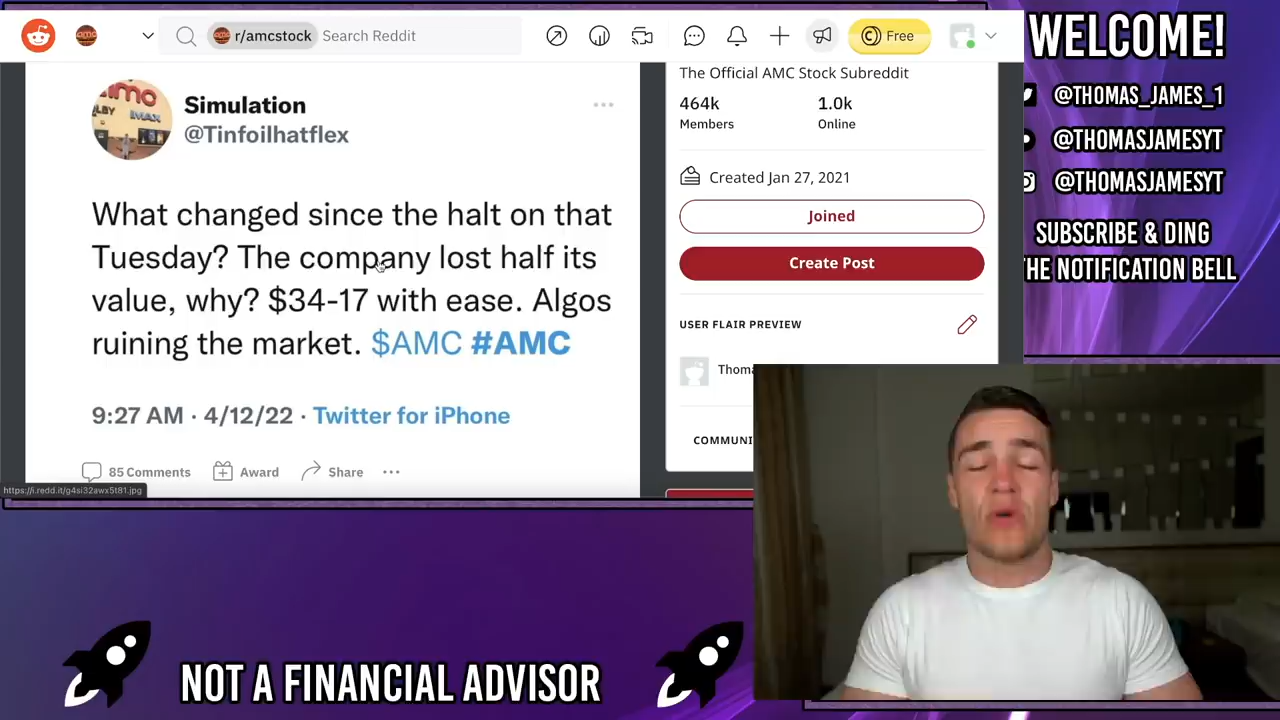 r/amcstock
Search Reddit
Free
Simulation
@Tinfoilhatflex
What changed since the halt on that
Tuesday? The company lost half its
value, why? $34-17 with ease. Algos
ruining the market. $AMC #AMC
9:27 AM · 4/12/22 · Twitter for iPhone
85 Comments
Award
Share
https://i.redd.it/g4si32awx5t81.jpg
The Official AMC Stock Subreddit
464k
1.0k
Members
Online
Created Jan 27, 2021
Joined
Create Post
USER FLAIR PREVIEW
Thoma
COMMUNI
WELCOME!
@THOMAS_JAMES_1
@THOMASJAMESYT
@THOMASJAMESYT
SUBSCRIBE & DING
THE NOTIFICATION BELL
NOT A FINANCIAL ADVISOR